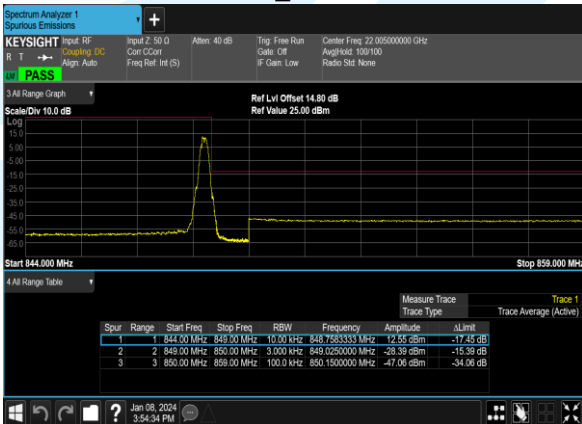 Spectrum Analyzer 1
Spurious Emissions
+
KEYSIGHT Input: RF Input Z: 50 Ω Atten: 40 dB Trig: Free Run Center Freq: 22.005000000 GHz
R T Coupling: DC Corr CCorr Gate: Off Avg|Hold: 100/100
Align: Auto Freq Ref: Int (S) IF Gain: Low Radio Std: None
PASS
3 All Range Graph
Ref Lvl Offset 14.80 dB
Scale/Div 10.0 dB Ref Value 25.00 dBm
Log
15.0
5.00
-5.00
-15.0
-25.0
-35.0
-45.0
-55.0
-65.0
Start 844.000 MHz Stop 859.000 MHz
4 All Range Table
Measure Trace Trace 1
Trace Type Trace Average (Active)
Spur Range Start Freq Stop Freq RBW Frequency Amplitude ΔLimit
1 1 844.00 MHz 849.00 MHz 10.00 kHz 848.7583333 MHz 12.55 dBm -17.45 dB
2 2 849.00 MHz 850.00 MHz 3.000 kHz 849.0250000 MHz -28.39 dBm -15.39 dB
3 3 850.00 MHz 859.00 MHz 100.0 kHz 850.1500000 MHz -47.06 dBm -34.06 dB
? Jan 08, 2024
3:54:34 PM